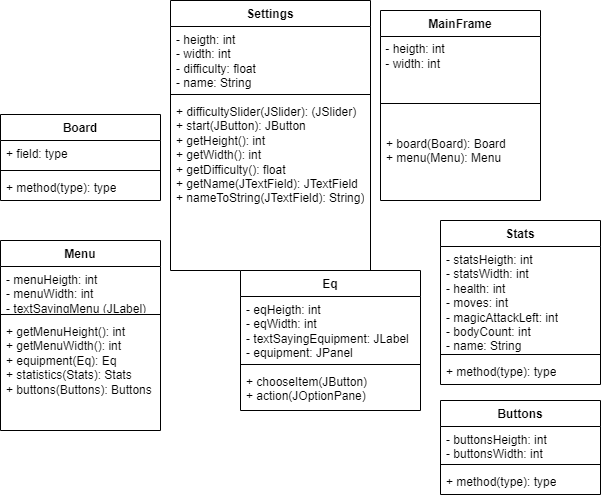 Settings
- heigth: int
- width: int
- difficulty: float
- name: String
+ difficultySlider(JSlider): (JSlider)
+ start(JButton): JButton
+ getHeight(): int
+ getWidth(): int
+ getDifficulty(): float
+ getName(JTextField): JTextField
+ nameToString(JTextField): String)
MainFrame
- heigth: int
- width: int
+ board(Board): Board
+ menu(Menu): Menu
Board
+ field: type
+ method(type): type
Menu
- menuHeigth: int
- menuWidth: int
- textSayingMenu (JLabel)
+ getMenuHeight(): int
+ getMenuWidth(): int
+ equipment(Eq): Eq
+ statistics(Stats): Stats
+ buttons(Buttons): Buttons
Eq
- eqHeigth: int
- eqWidth: int
- textSayingEquipment: JLabel
- equipment: JPanel
+ chooseItem(JButton)
+ action(JOptionPane)
Stats
- statsHeigth: int
- statsWidth: int
- health: int
- moves: int
- magicAttackLeft: int
- bodyCount: int
- name: String
+ method(type): type
Buttons
- buttonsHeigth: int
- buttonsWidth: int
+ method(type): type